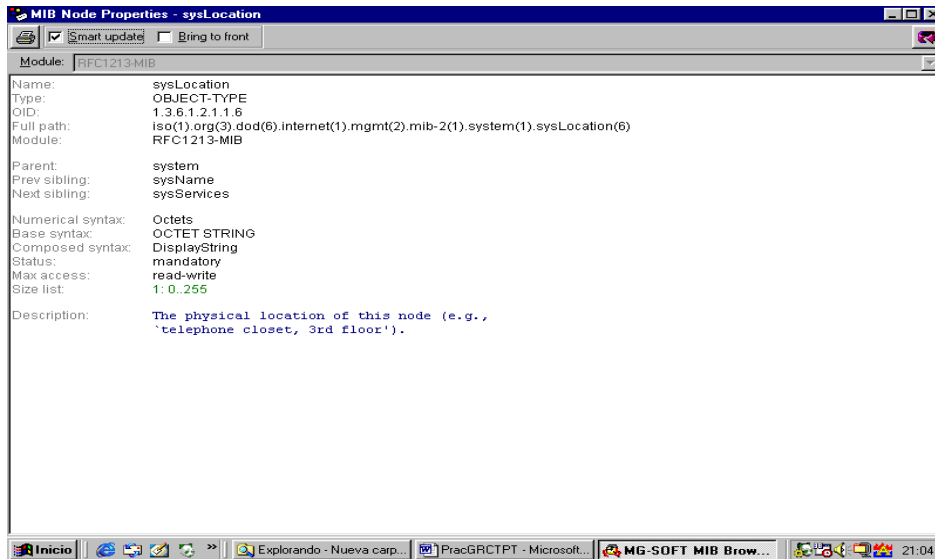 MIB Node Properties - sysLocation
Smart update Bring to front
Module: RFC1213-MIB
Name: sysLocation
Type: OBJECT-TYPE
OID: 1.3.6.1.2.1.1.6
Full path: iso(1).org(3).dod(6).internet(1).mgmt(2).mib-2(1).system(1).sysLocation(6)
Module: RFC1213-MIB
Parent: system
Prev sibling: sysName
Next sibling: sysServices
Numerical syntax: Octets
Base syntax: OCTET STRING
Composed syntax: DisplayString
Status: mandatory
Max access: read-write
Size list: 1: 0..255
Description: The physical location of this node (e.g.,
`telephone closet, 3rd floor').
Inicio » Explorando - Nueva carp... PracGRCTPT - Microsoft... MG-SOFT MIB Brow... 21:04